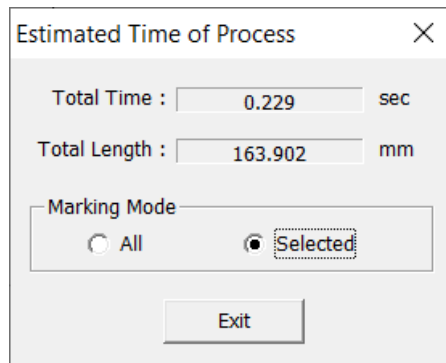 Estimated Time of Process
Total Time : 0.229 sec
Total Length : 163.902 mm
Marking Mode
All Selected
Exit